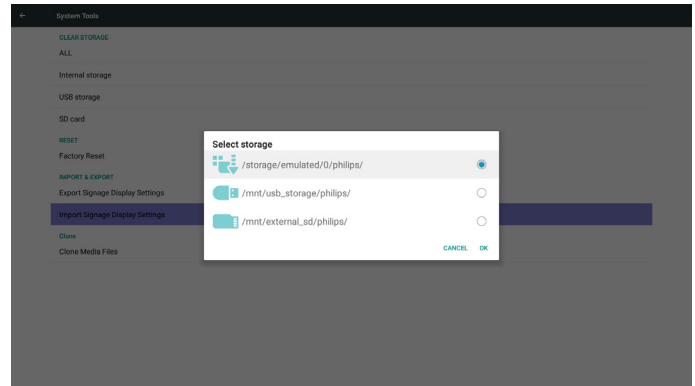 System Tools
CLEAR STORAGE
ALL
Internal storage
USB storage
SD card
RESET
Factory Reset
IMPORT & EXPORT
Export Signage Display Settings
Import Signage Display Settings
Clone
Clone Media Files
Select storage
/storage/emulated/0/philips/
/mnt/usb_storage/philips/
/mnt/external_sd/philips/
CANCEL OK